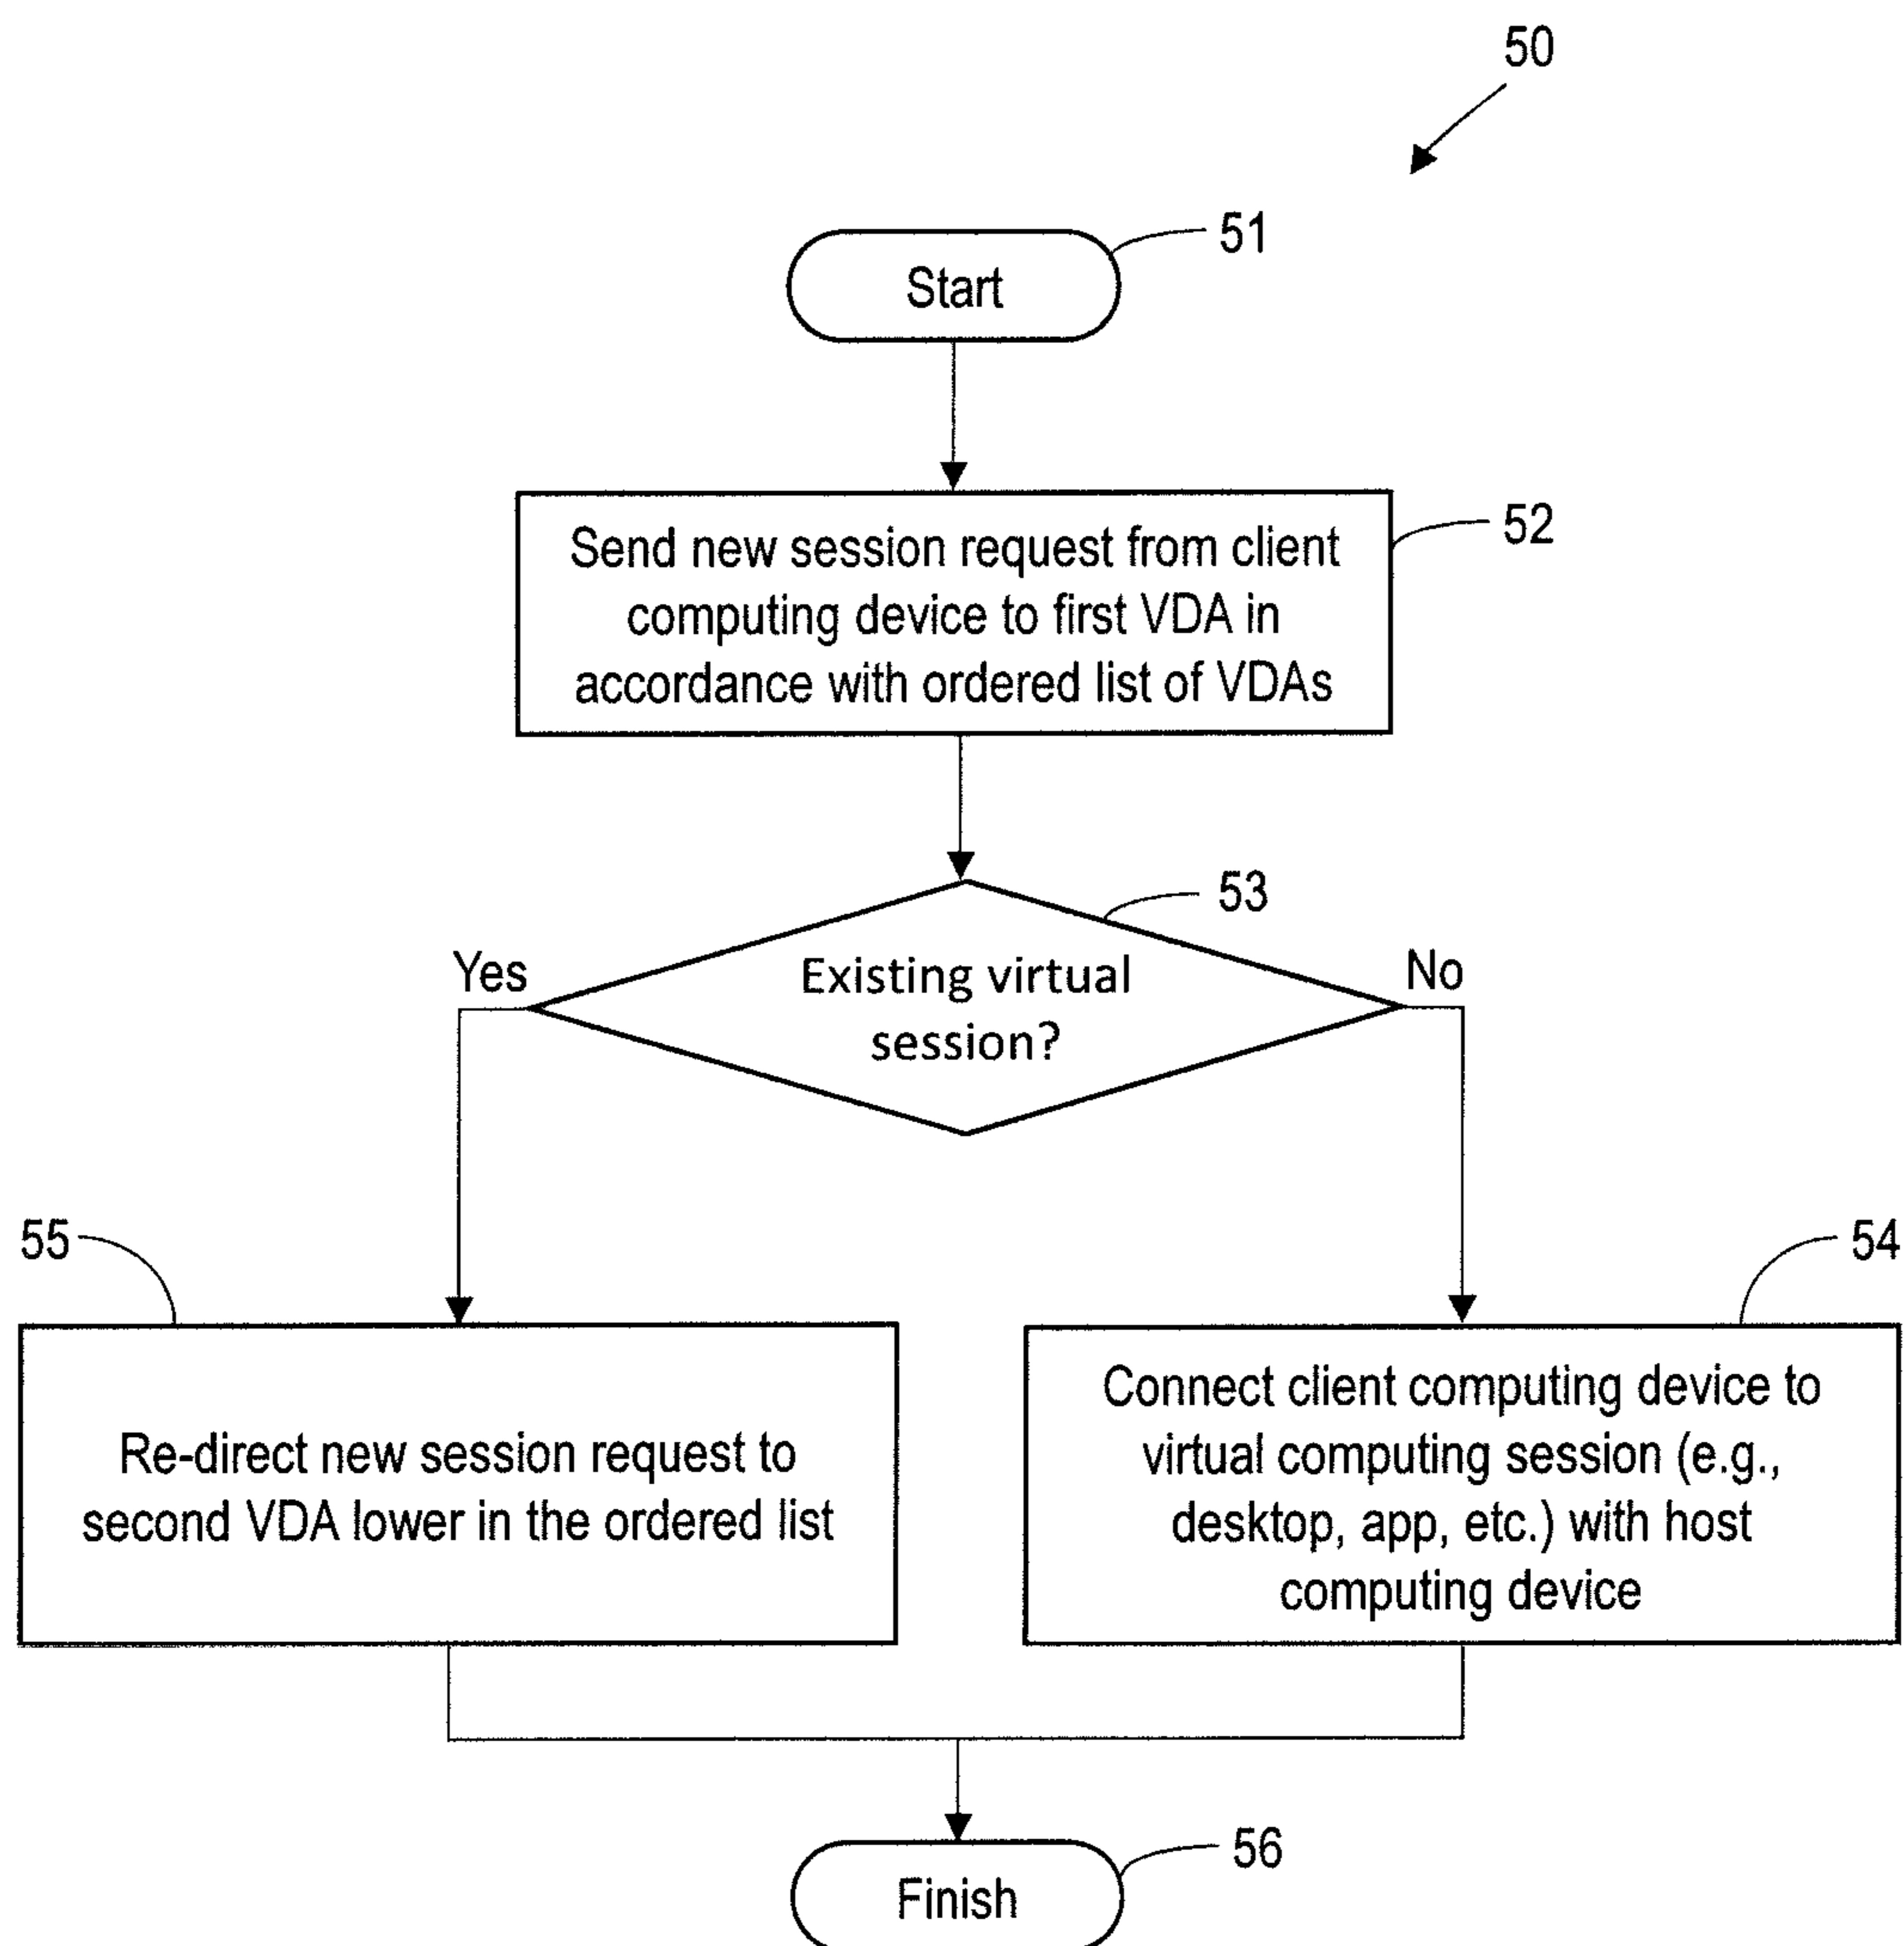 50
51
Start
52
Send new session request from client
computing device to first VDA in
accordance with ordered list of VDAs
53
Yes
No
Existing virtual
session?
55
54
Re-direct new session request to
second VDA lower in the ordered list
Connect client computing device to
virtual computing session (e.g.,
desktop, app, etc.) with host
computing device
56
Finish